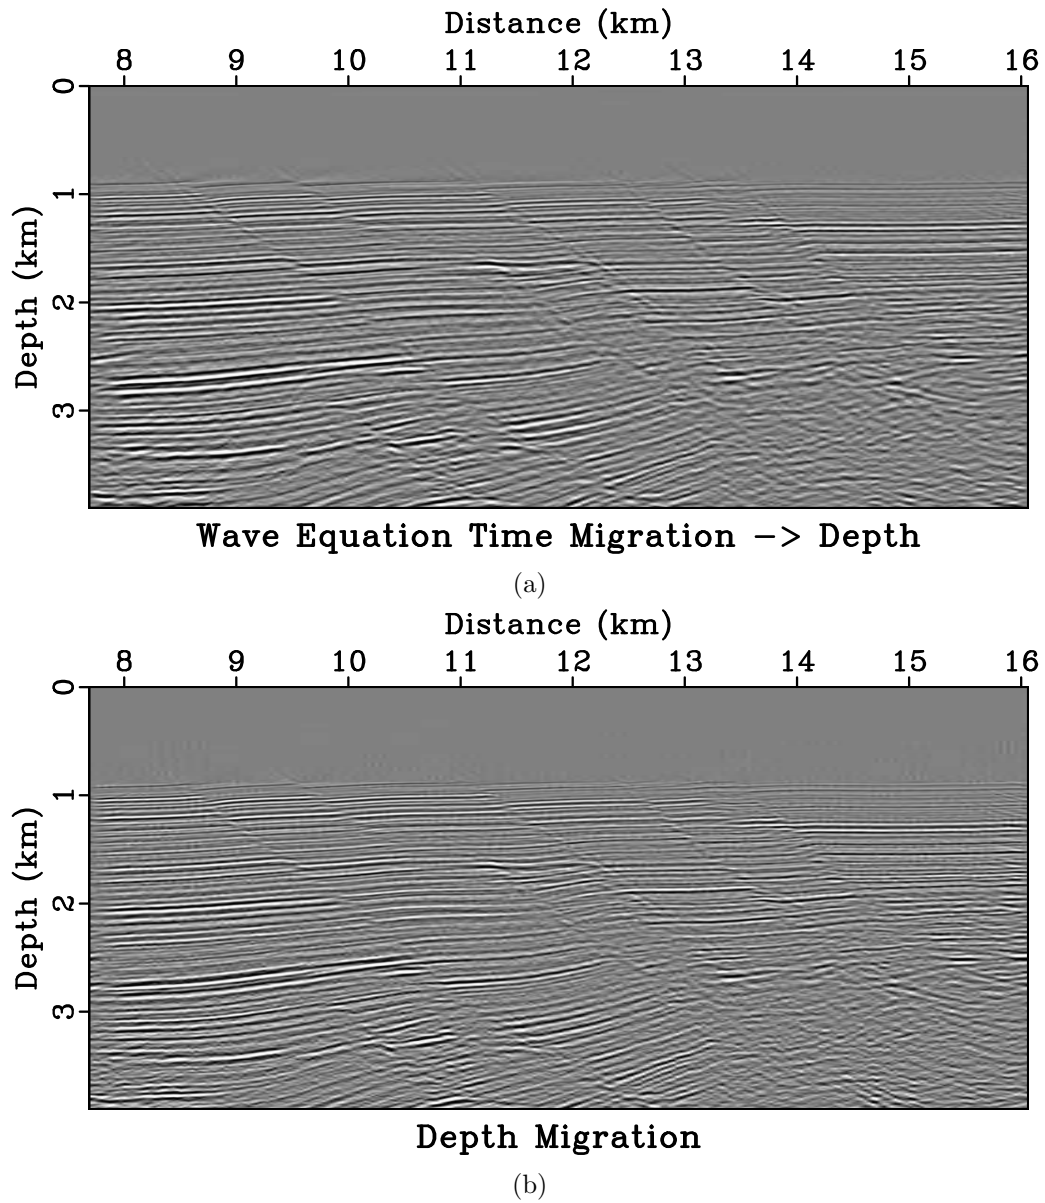 Distance (km)
8 9 10 11 12 13 14 15 16
0
1
2
3
Depth (km)
Wave Equation Time Migration −> Depth
(a)
Distance (km)
8 9 10 11 12 13 14 15 16
0
1
2
3
Depth (km)
Depth Migration
(b)